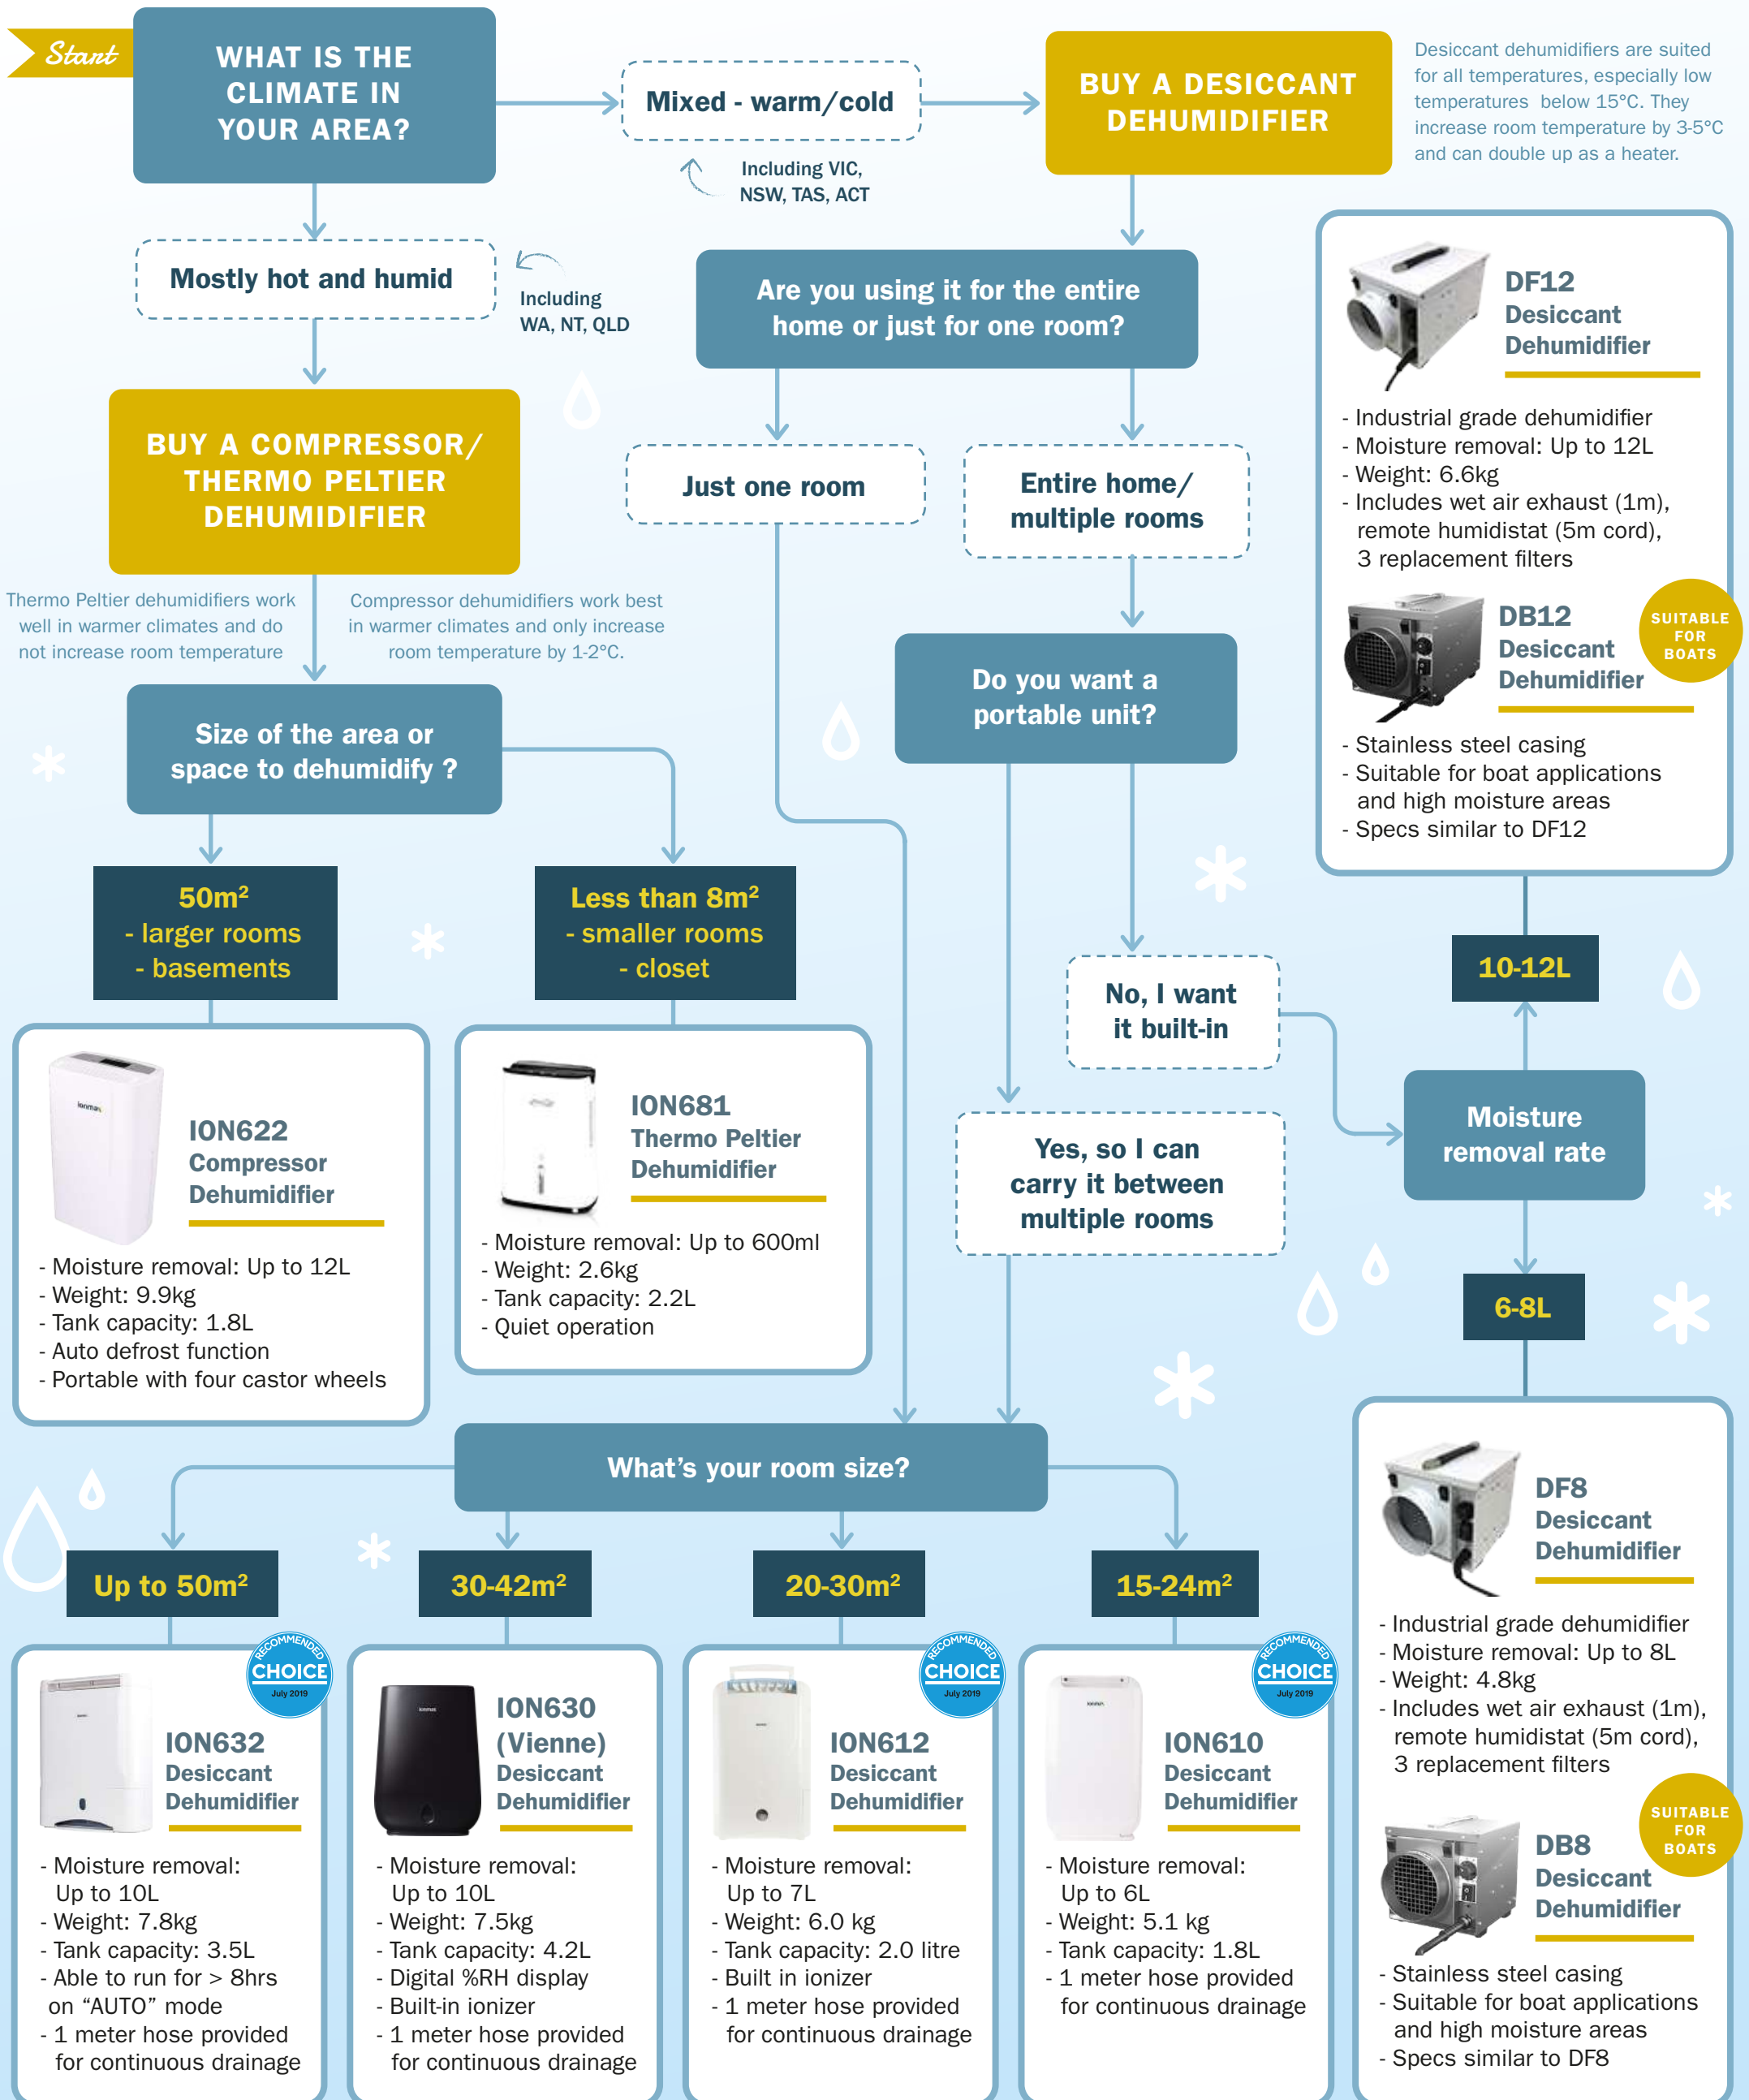 Start
WHAT IS THE
CLIMATE IN
YOUR AREA?
Mixed - warm/cold
Including VIC,
NSW, TAS, ACT
BUY A DESICCANT
DEHUMIDIFIER
Desiccant dehumidifiers are suited
for all temperatures, especially low
temperatures below 15°C. They
increase room temperature by 3-5°C
and can double up as a heater.
Mostly hot and humid
Including
WA, NT, QLD
BUY A COMPRESSOR/
THERMO PELTIER
DEHUMIDIFIER
Thermo Peltier dehumidifiers work
well in warmer climates and do
not increase room temperature
Compressor dehumidifiers work best
in warmer climates and only increase
room temperature by 1-2°C.
Are you using it for the entire
home or just for one room?
Just one room
Entire home/
multiple rooms
Do you want a
portable unit?
DF12
Desiccant
Dehumidifier
- Industrial grade dehumidifier
- Moisture removal: Up to 12L
- Weight: 6.6kg
- Includes wet air exhaust (1m),
remote humidistat (5m cord),
3 replacement filters
DB12
Desiccant
Dehumidifier
SUITABLE
FOR
BOATS
- Stainless steel casing
- Suitable for boat applications
and high moisture areas
- Specs similar to DF12
10-12L
Size of the area or
space to dehumidify ?
50m²
- larger rooms
- basements
Less than 8m²
- smaller rooms
- closet
ionmax
ION622
Compressor
Dehumidifier
- Moisture removal: Up to 12L
- Weight: 9.9kg
- Tank capacity: 1.8L
- Auto defrost function
- Portable with four castor wheels
ION681
Thermo Peltier
Dehumidifier
- Moisture removal: Up to 600ml
- Weight: 2.6kg
- Tank capacity: 2.2L
- Quiet operation
No, I want
it built-in
Yes, so I can
carry it between
multiple rooms
Moisture
removal rate
6-8L
What's your room size?
Up to 50m²
30-42m²
20-30m²
15-24m²
RECOMMENDED
CHOICE
July 2019
ION632
Desiccant
Dehumidifier
- Moisture removal:
Up to 10L
- Weight: 7.8kg
- Tank capacity: 3.5L
- Able to run for > 8hrs
on “AUTO” mode
- 1 meter hose provided
for continuous drainage
ionmax
ION630
(Vienne)
Desiccant
Dehumidifier
- Moisture removal:
Up to 10L
- Weight: 7.5kg
- Tank capacity: 4.2L
- Digital %RH display
- Built-in ionizer
- 1 meter hose provided
for continuous drainage
RECOMMENDED
CHOICE
July 2019
ION612
Desiccant
Dehumidifier
- Moisture removal:
Up to 7L
- Weight: 6.0 kg
- Tank capacity: 2.0 litre
- Built in ionizer
- 1 meter hose provided
for continuous drainage
RECOMMENDED
CHOICE
July 2019
ionmax
ION610
Desiccant
Dehumidifier
- Moisture removal:
Up to 6L
- Weight: 5.1 kg
- Tank capacity: 1.8L
- 1 meter hose provided
for continuous drainage
DF8
Desiccant
Dehumidifier
- Industrial grade dehumidifier
- Moisture removal: Up to 8L
- Weight: 4.8kg
- Includes wet air exhaust (1m),
remote humidistat (5m cord),
3 replacement filters
SUITABLE
FOR
BOATS
DB8
Desiccant
Dehumidifier
- Stainless steel casing
- Suitable for boat applications
and high moisture areas
- Specs similar to DF8